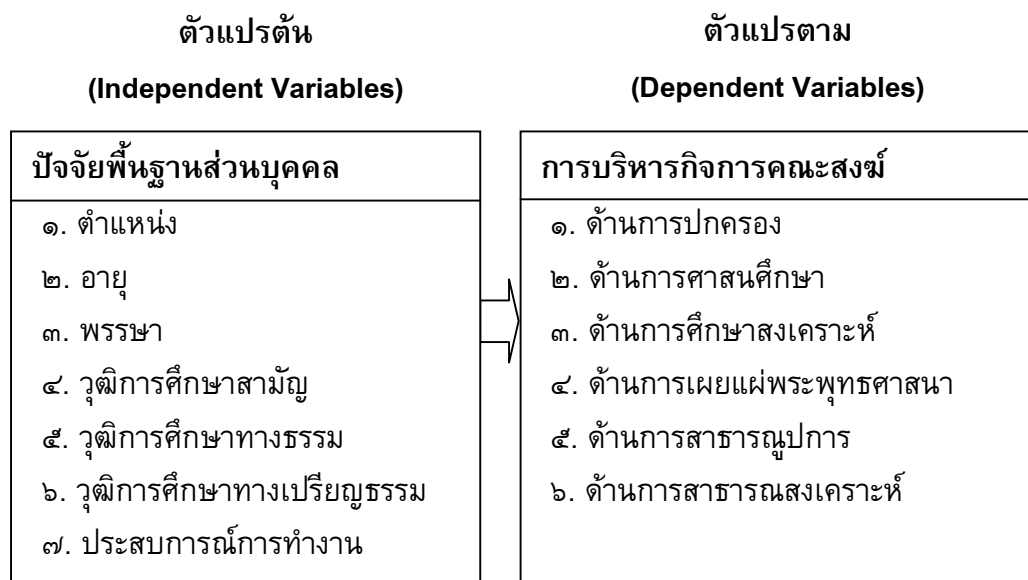 ตัวแปรต้น
(Independent Variables)
ปัจจัยพื้นฐานส่วนบุคคล
๑. ตำแหน่ง
๒. อายุ
๓. พรรษา
๔. วุฒิการศึกษาสามัญ
๕. วุฒิการศึกษาทางธรรม
๖. วุฒิการศึกษาทางเปรียญธรรม
๗. ประสบการณ์การทำงาน
ตัวแปรตาม
(Dependent Variables)
การบริหารกิจการคณะสงฆ์
๑. ด้านการปกครอง
๒. ด้านการศาสนศึกษา
๓. ด้านการศึกษาสงเคราะห์
๔. ด้านการเผยแผ่พระพุทธศาสนา
๕. ด้านการสาธารณูปการ
๖. ด้านการสาธารณสงเคราะห์